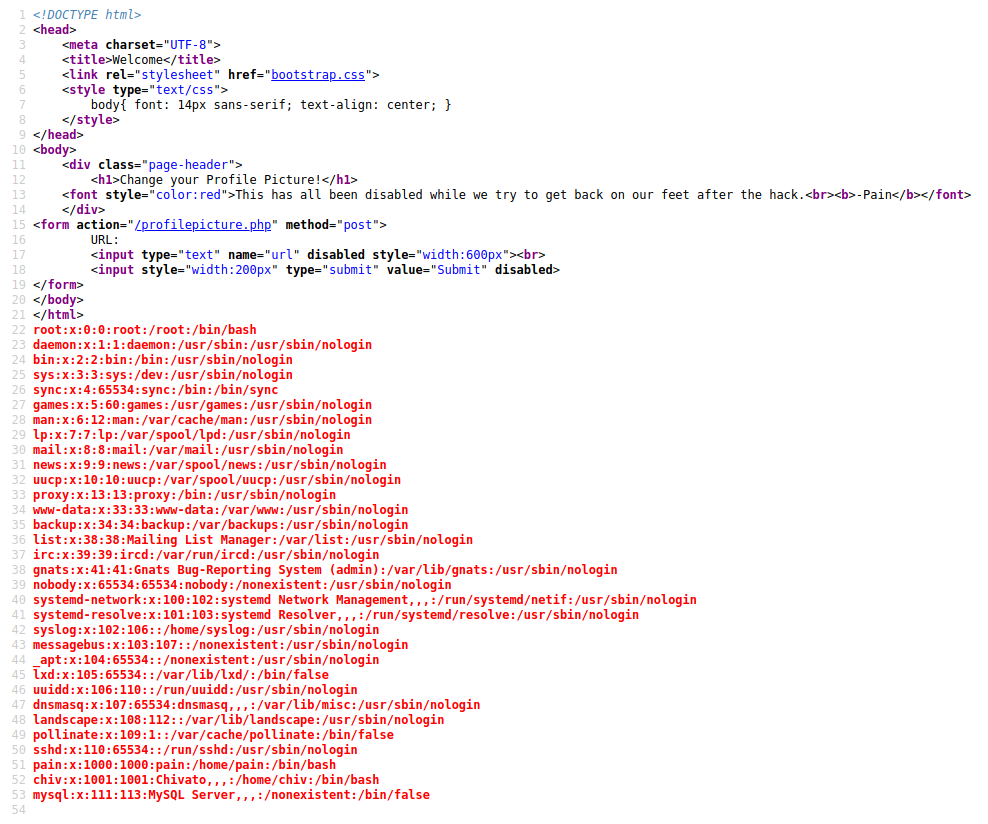 1 <!DOCTYPE html>
2 <head>
3 <meta charset="UTF-8">
4 <title>Welcome</title>
5 <link rel="stylesheet" href="bootstrap.css">
6 <style type="text/css">
7 body{ font: 14px sans-serif; text-align: center; }
8 </style>
9 </head>
10 <body>
11 <div class="page-header">
12 <h1>Change your Profile Picture!</h1>
13 <font style="color:red">This has all been disabled while we try to get back on our feet after the hack.<br><b>-Pain</b></font>
14 </div>
15 <form action="/profilepicture.php" method="post">
16 URL:
17 <input type="text" name="url" disabled style="width:600px"><br>
18 <input style="width:200px" type="submit" value="Submit" disabled>
19 </form>
20 </body>
21 </html>
22 root:x:0:0:root:/root:/bin/bash
23 daemon:x:1:1:daemon:/usr/sbin:/usr/sbin/nologin
24 bin:x:2:2:bin:/bin:/usr/sbin/nologin
25 sys:x:3:3:sys:/dev:/usr/sbin/nologin
26 sync:x:4:65534:sync:/bin:/bin/sync
27 games:x:5:60:games:/usr/games:/usr/sbin/nologin
28 man:x:6:12:man:/var/cache/man:/usr/sbin/nologin
29 lp:x:7:7:lp:/var/spool/lpd:/usr/sbin/nologin
30 mail:x:8:8:mail:/var/mail:/usr/sbin/nologin
31 news:x:9:9:news:/var/spool/news:/usr/sbin/nologin
32 uucp:x:10:10:uucp:/var/spool/uucp:/usr/sbin/nologin
33 proxy:x:13:13:proxy:/bin:/usr/sbin/nologin
34 www-data:x:33:33:www-data:/var/www:/usr/sbin/nologin
35 backup:x:34:34:backup:/var/backups:/usr/sbin/nologin
36 list:x:38:38:Mailing List Manager:/var/list:/usr/sbin/nologin
37 irc:x:39:39:ircd:/var/run/ircd:/usr/sbin/nologin
38 gnats:x:41:41:Gnats Bug-Reporting System (admin):/var/lib/gnats:/usr/sbin/nologin
39 nobody:x:65534:65534:nobody:/nonexistent:/usr/sbin/nologin
40 systemd-network:x:100:102:systemd Network Management,,,:/run/systemd/netif:/usr/sbin/nologin
41 systemd-resolve:x:101:103:systemd Resolver,,,:/run/systemd/resolve:/usr/sbin/nologin
42 syslog:x:102:106::/home/syslog:/usr/sbin/nologin
43 messagebus:x:103:107::/nonexistent:/usr/sbin/nologin
44 _apt:x:104:65534::/nonexistent:/usr/sbin/nologin
45 lxd:x:105:65534::/var/lib/lxd/:/bin/false
46 uuidd:x:106:110::/run/uuidd:/usr/sbin/nologin
47 dnsmasq:x:107:65534:dnsmasq,,,:/var/lib/misc:/usr/sbin/nologin
48 landscape:x:108:112::/var/lib/landscape:/usr/sbin/nologin
49 pollinate:x:109:1::/var/cache/pollinate:/bin/false
50 sshd:x:110:65534::/run/sshd:/usr/sbin/nologin
51 pain:x:1000:1000:pain:/home/pain:/bin/bash
52 chiv:x:1001:1001:Chivato,,,:/home/chiv:/bin/bash
53 mysql:x:111:113:MySQL Server,,,:/nonexistent:/bin/false
54